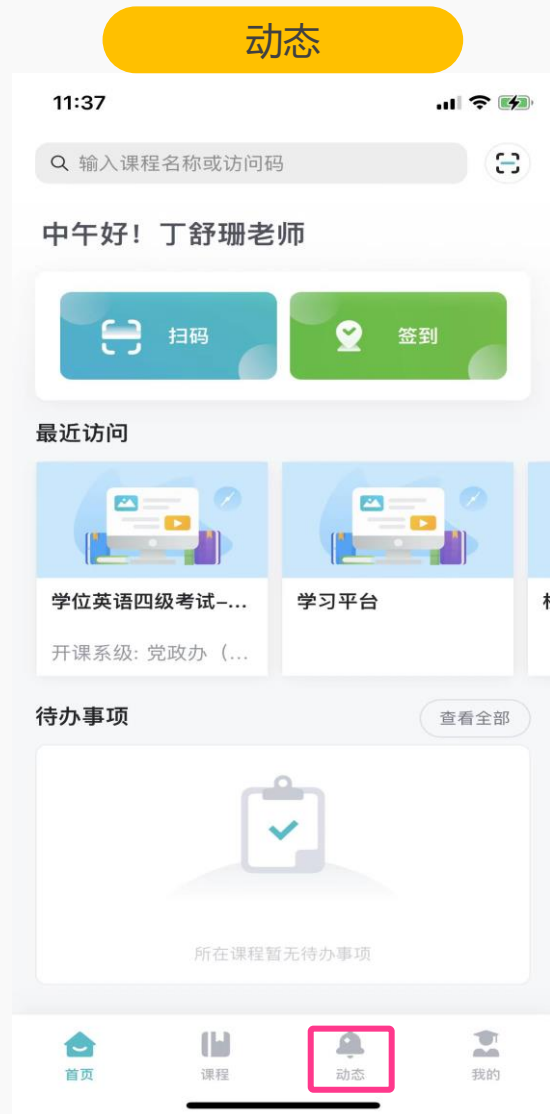 动态
11:37
输入课程名称或访问码
中午好！丁舒珊老师
扫码
签到
最近访问
学位英语四级考试-...
学习平台
开课系级: 党政办（...
待办事项
查看全部
所在课程暂无待办事项
首页
课程
动态
我的